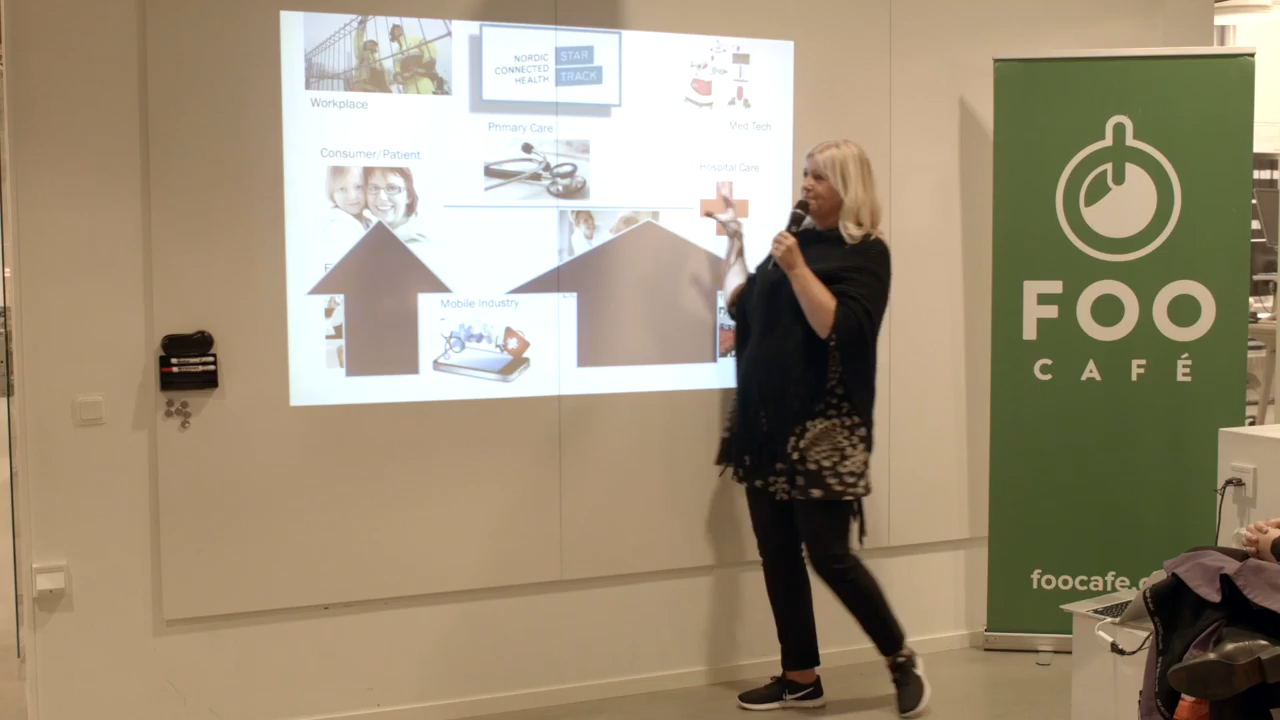 NORDIC
CONNECTED
HEALTH
STAR
TRACK
Workplace
Primary Care
Med Tech
Consumer/Patient
Hospital Care
Mobile Industry
FOO
CAFÉ
foocafe.